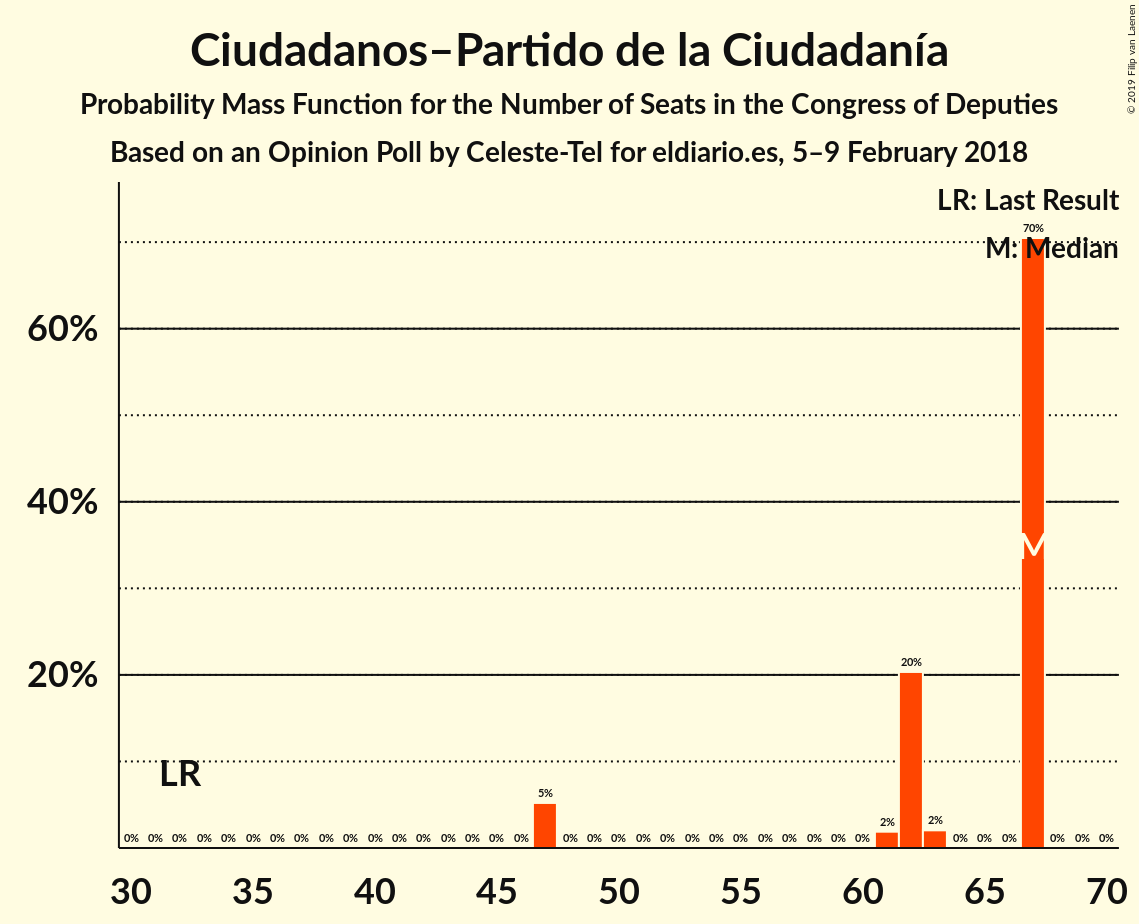 Ciudadanos–Partido de la Ciudadanía
Probability Mass Function for the Number of Seats in the Congress of Deputies
Based on an Opinion Poll by Celeste-Tel for eldiario.es, 5–9 February 2018
© 2019 Filip van Laenen
LR: Last Result
M: Median
70%
60%
40%
M
20%
20%
LR
5%
2% 2%
0% 0% 0% 0% 0% 0% 0% 0% 0% 0% 0% 0% 0% 0% 0% 0% 0% 0% 0% 0% 0% 0% 0% 0% 0% 0% 0% 0% 0% 0% 0% 0% 0% 0% 0% 0%
30 35 40 45 50 55 60 65 70